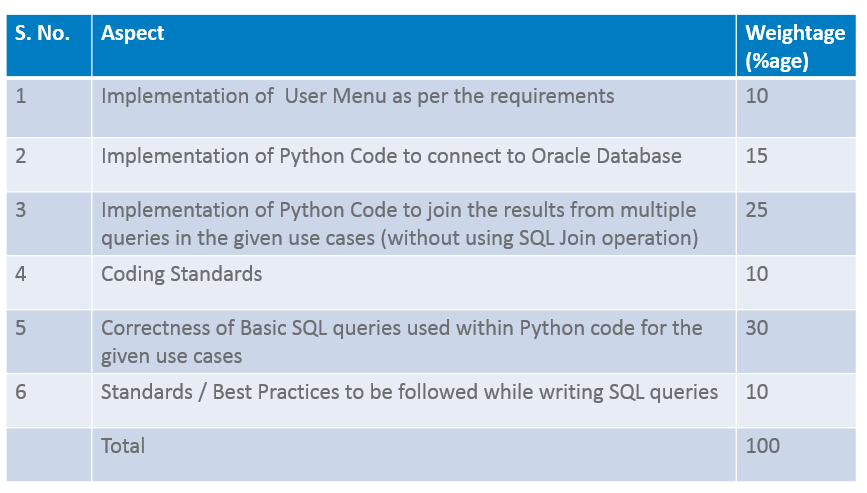 S. No. Aspect Weightage
(%age)
1 Implementation of User Menu as per the requirements 10
2 Implementation of Python Code to connect to Oracle Database 15
3 Implementation of Python Code to join the results from multiple 25
queries in the given use cases (without using SQL Join operation)
4 Coding Standards 10
5 Correctness of Basic SQL queries used within Python code for the 30
given use cases
6 Standards / Best Practices to be followed while writing SQL queries 10
Total 100